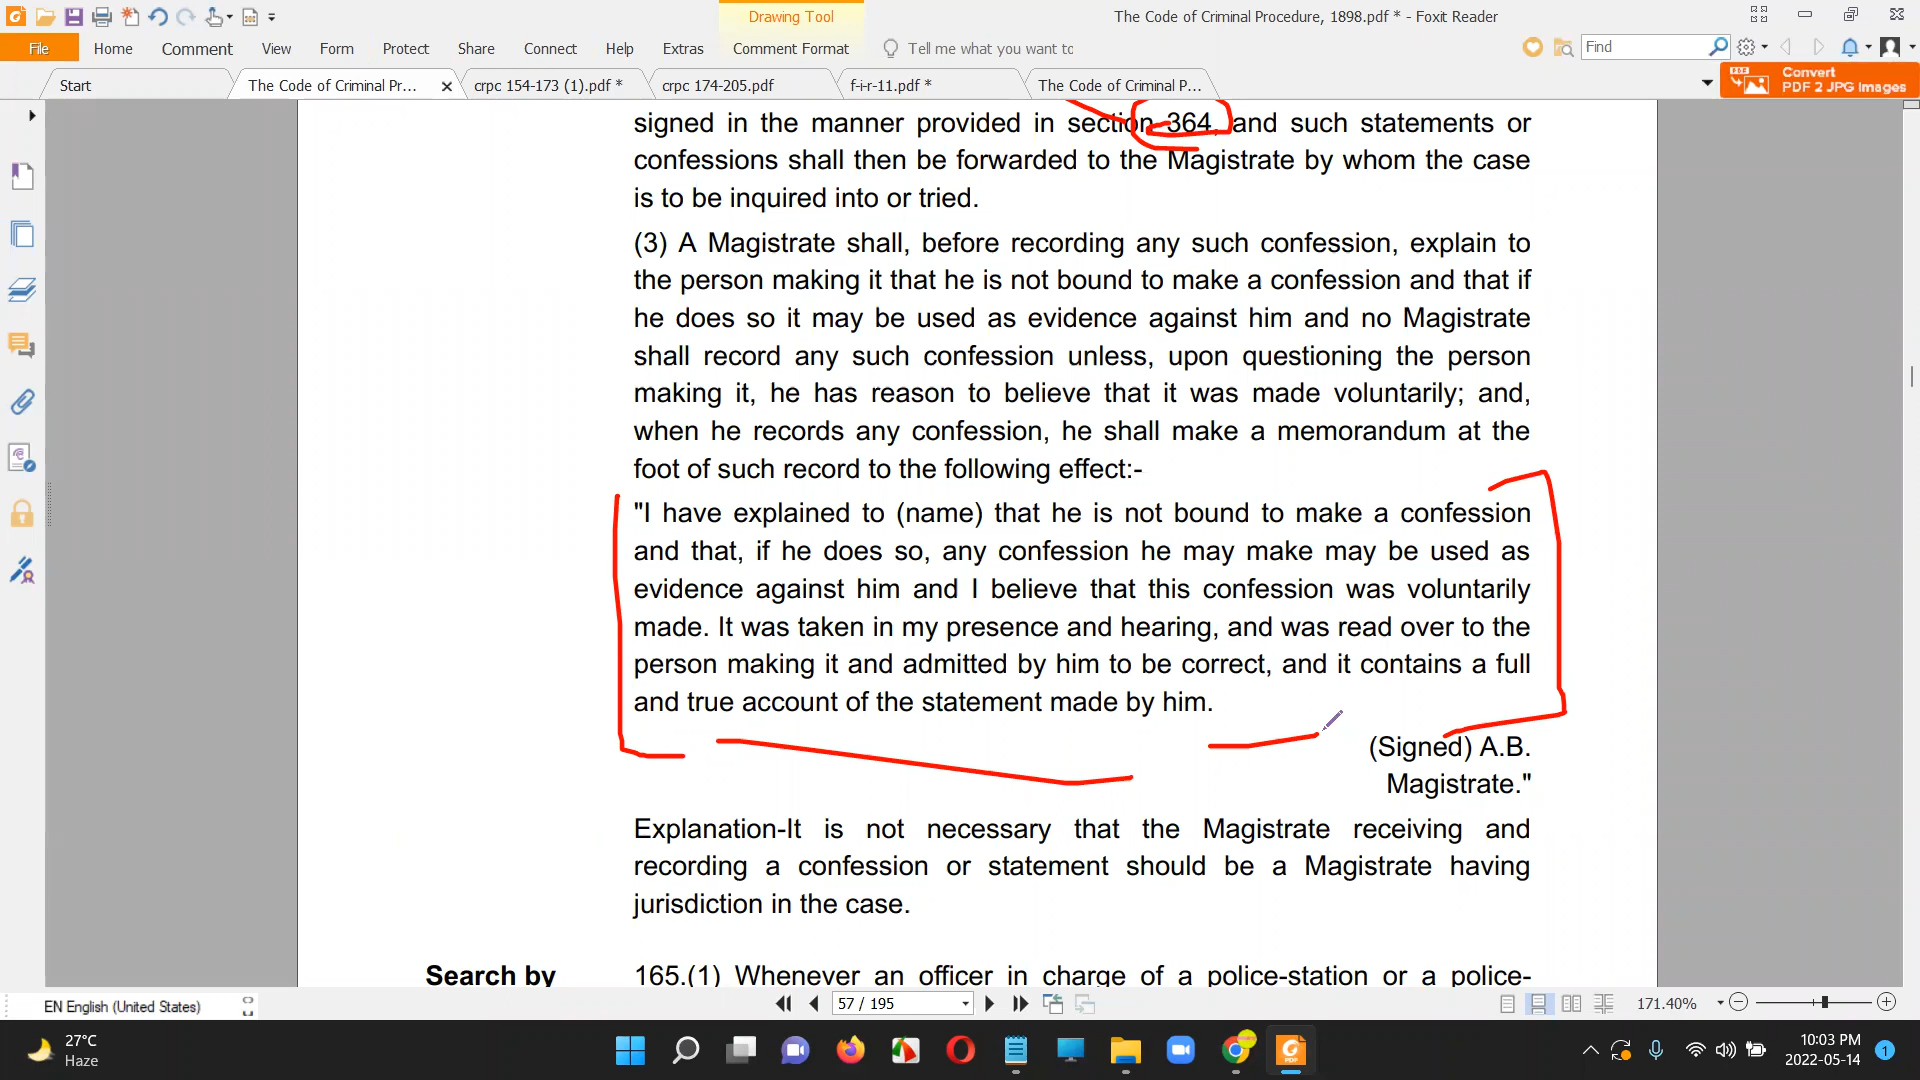 Drawing Tool
The Code of Criminal Procedure, 1898.pdf * - Foxit Reader
File Home Comment View Form Protect Share Connect Help Extras Comment Format Tell me what you want to Find
Start The Code of Criminal Pr... crpc 154-173 (1).pdf * crpc 174-205.pdf f-i-r-11.pdf * The Code of Criminal P...
Convert
PDF 2 JPG Images
signed in the manner provided in section 364, and such statements or
confessions shall then be forwarded to the Magistrate by whom the case
is to be inquired into or tried.
(3) A Magistrate shall, before recording any such confession, explain to
the person making it that he is not bound to make a confession and that if
he does so it may be used as evidence against him and no Magistrate
shall record any such confession unless, upon questioning the person
making it, he has reason to believe that it was made voluntarily; and,
when he records any confession, he shall make a memorandum at the
foot of such record to the following effect:-
"I have explained to (name) that he is not bound to make a confession
and that, if he does so, any confession he may make may be used as
evidence against him and I believe that this confession was voluntarily
made. It was taken in my presence and hearing, and was read over to the
person making it and admitted by him to be correct, and it contains a full
and true account of the statement made by him.
(Signed) A.B.
Magistrate."
Explanation-It is not necessary that the Magistrate receiving and
recording a confession or statement should be a Magistrate having
jurisdiction in the case.
Search by 165.(1) Whenever an officer in charge of a police-station or a police-
EN English (United States) 57 / 195 171.40%
27°C
Haze
10:03 PM
2022-05-14
1